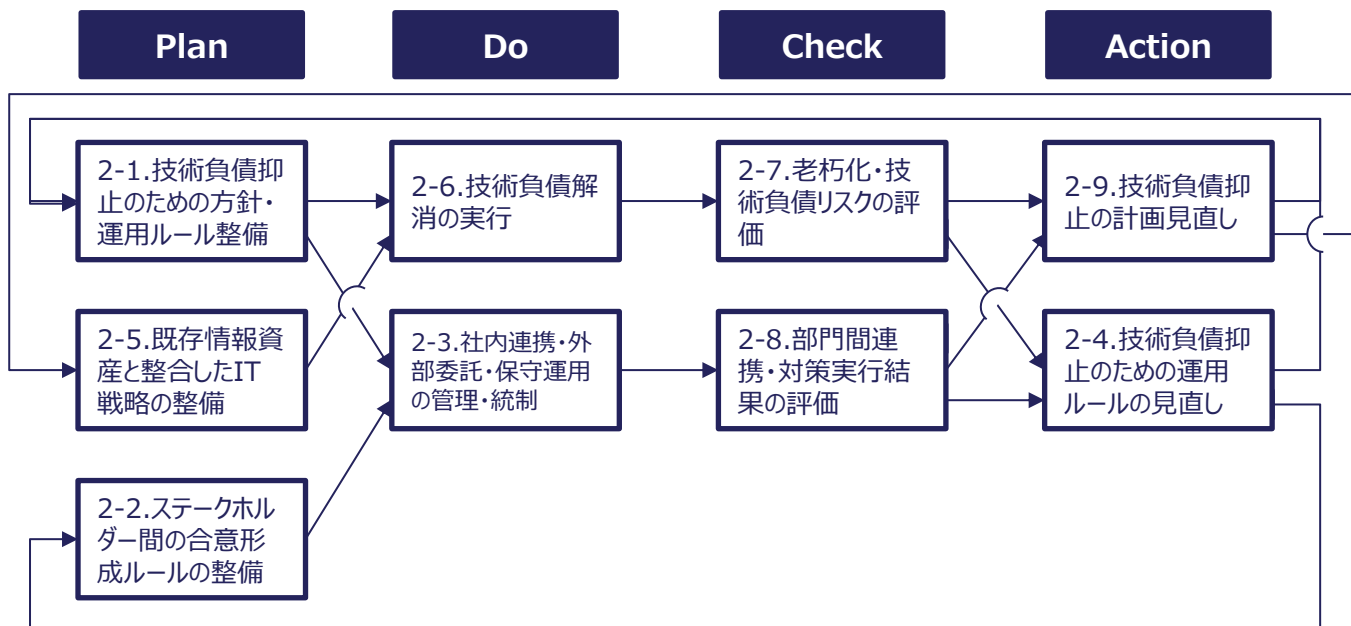 Plan
Do
Check
Action
2-1.技術負債抑
止のための方針・
運用ルール整備
2-6.技術負債解
消の実行
2-7.老朽化・技
術負債リスクの評
価
2-9.技術負債抑
止の計画見直し
2-5.既存情報資
産と整合したIT
戦略の整備
2-3.社内連携・外
部委託・保守運用
の管理・統制
2-8.部門間連
携・対策実行結
果の評価
2-4.技術負債抑
止のための運用
ルールの見直し
2-2.ステークホル
ダー間の合意形
成ルールの整備